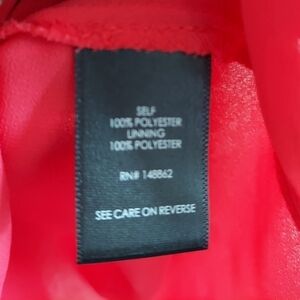 SELF
100% POLYESTER
LINNING
100% POLYESTER
RN# 148862
SEE CARE ON REVERSE